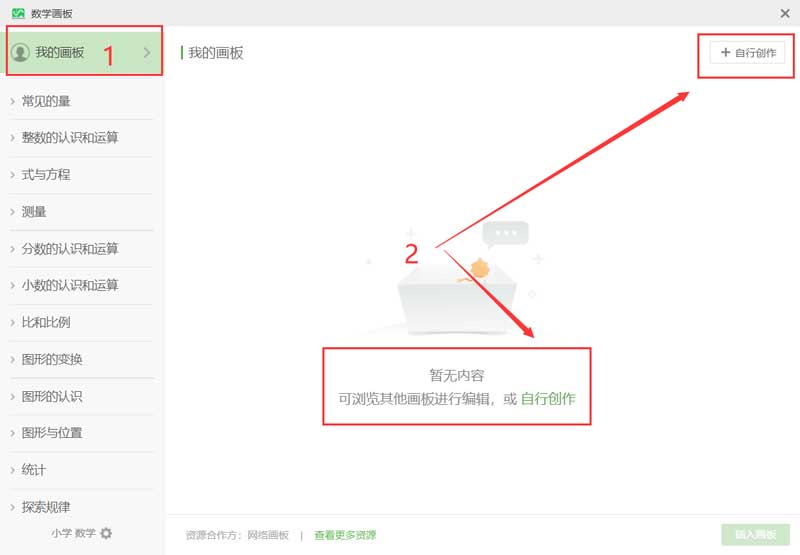 数学画板
我的画板 1
我的画板
+ 自行创作
常见的量
整数的认识和运算
式与方程
测量
分数的认识和运算
小数的认识和运算
比和比例
图形的变换
图形的认识
图形与位置
统计
探索规律
小学 数学
2
暂无内容
可浏览其他画板进行编辑，或 自行创作
资源合作方：网络画板 | 查看更多资源
插入画板